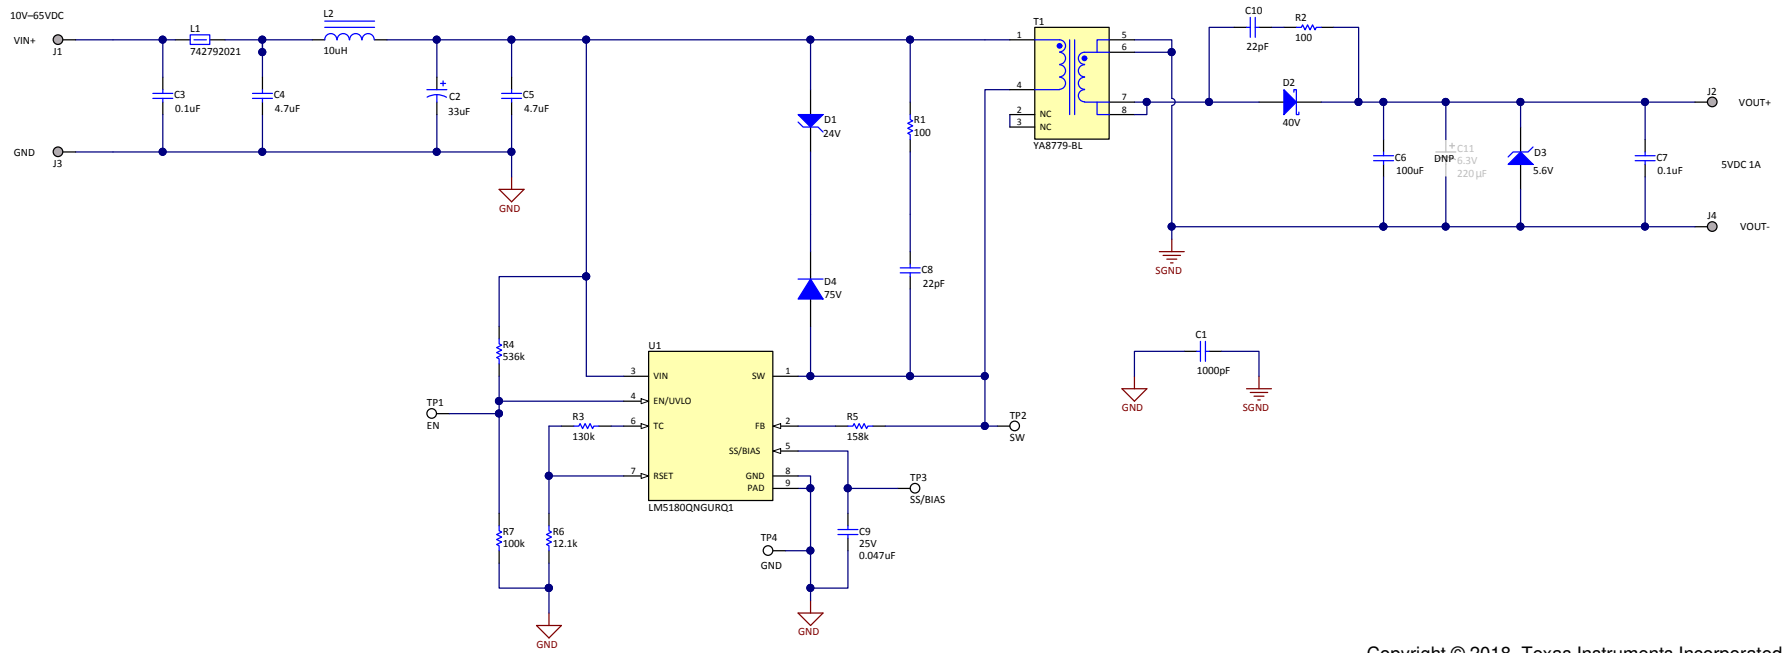 10V–65VDC
VIN+
J1
L1
742792021
L2
10uH
C3
0.1uF
C4
4.7uF
C2
33uF
C5
4.7uF
GND
J3
GND
D1
24V
R1
100
D4
75V
C8
22pF
T1
1
4
2
3
NC
NC
5
6
7
8
YA8779-BL
C10
22pF
R2
100
D2
40V
J2
VOUT+
C6
100uF
DNP
C11
6.3V
220 µF
D3
5.6V
C7
0.1uF
5VDC 1A
J4
VOUT-
SGND
C1
1000pF
GND
SGND
R4
536k
TP1
EN
R3
130k
U1
3
VIN
4
EN/UVLO
6
TC
7
RSET
SW
1
FB
2
SS/BIAS
5
GND
8
PAD
9
LM5180QNGURQ1
R5
158k
TP2
SW
TP3
SS/BIAS
R7
100k
R6
12.1k
TP4
GND
C9
25V
0.047uF
GND
GND
Copyright © 2018, Texas Instruments Incorporated